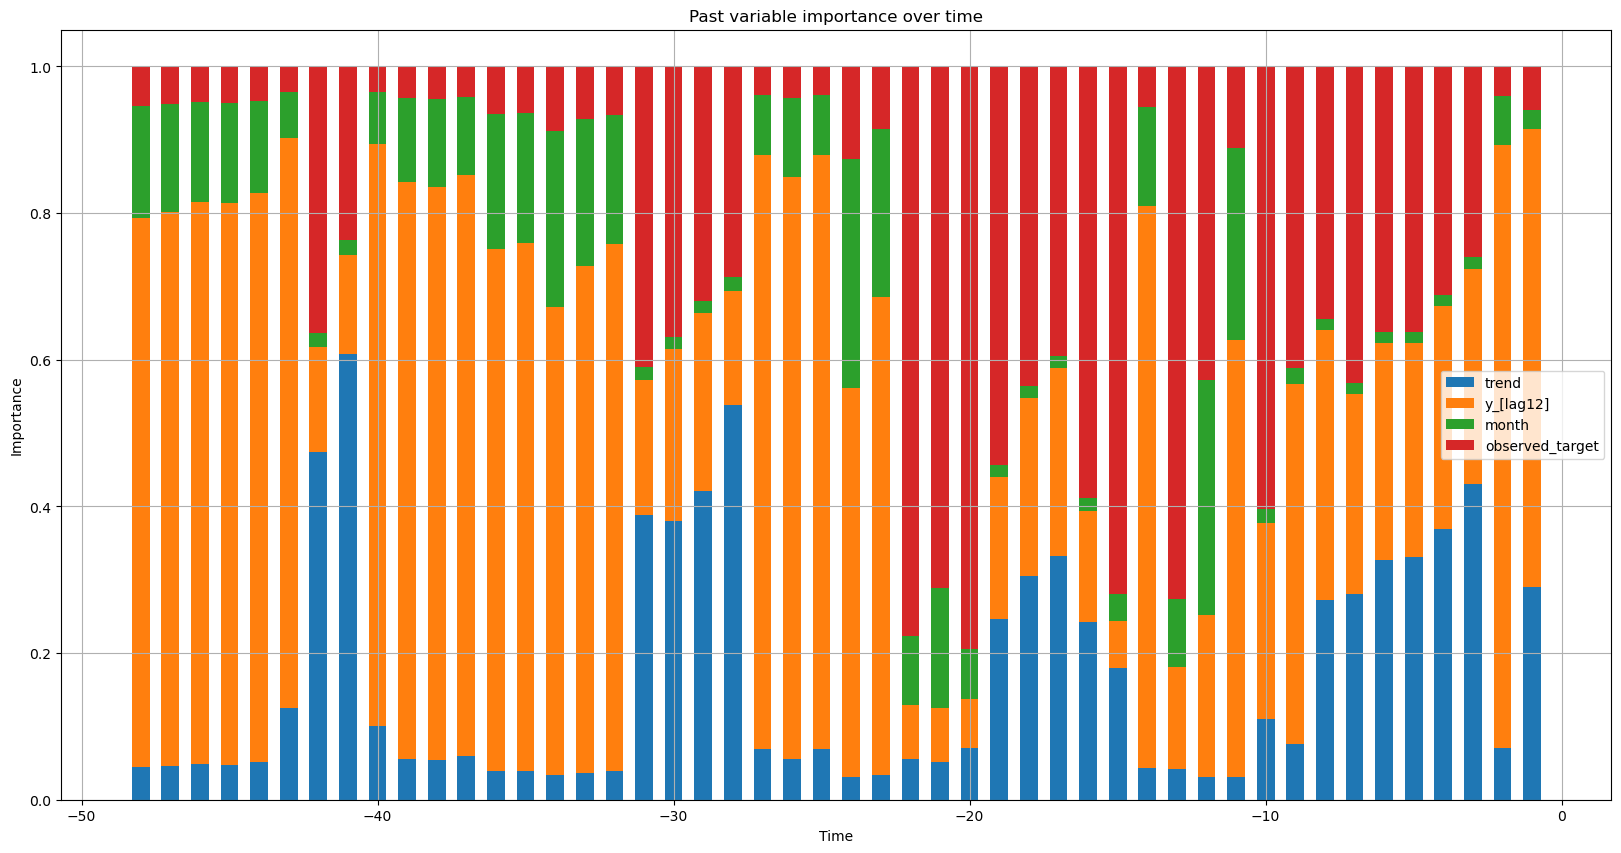 Past variable importance over time
Importance
1.0
0.8
0.6
0.4
0.2
0.0
trend
y_[lag12]
month
observed_target
−50
−40
−30
−20
−10
0
Time